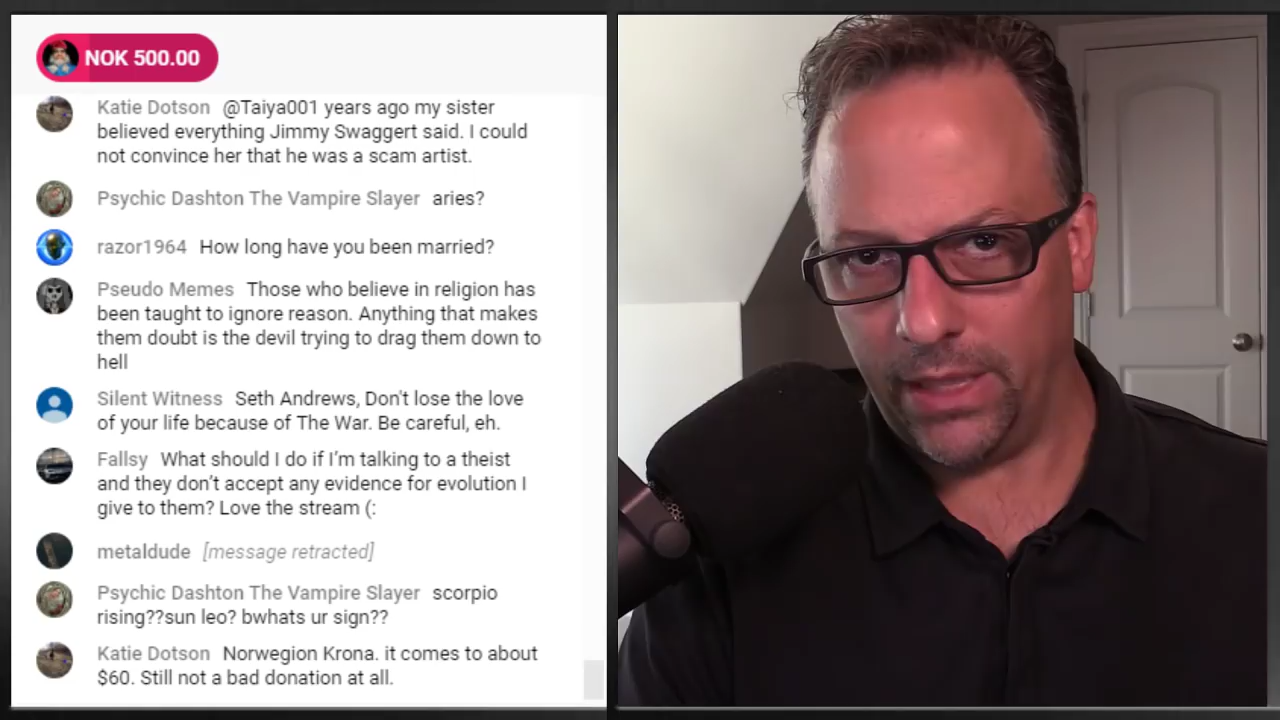 NOK 500.00
Katie Dotson @Taiya001 years ago my sister
believed everything Jimmy Swaggert said. I could
not convince her that he was a scam artist.
Psychic Dashton The Vampire Slayer aries?
razor1964 How long have you been married?
Pseudo Memes Those who believe in religion has
been taught to ignore reason. Anything that makes
them doubt is the devil trying to drag them down to
hell
Silent Witness Seth Andrews, Don't lose the love
of your life because of The War. Be careful, eh.
Fallsy What should I do if I'm talking to a theist
and they don't accept any evidence for evolution I
give to them? Love the stream (:
metaldude [message retracted]
Psychic Dashton The Vampire Slayer scorpio
rising??sun leo? bwhats ur sign??
Katie Dotson Norwegion Krona. it comes to about
$60. Still not a bad donation at all.